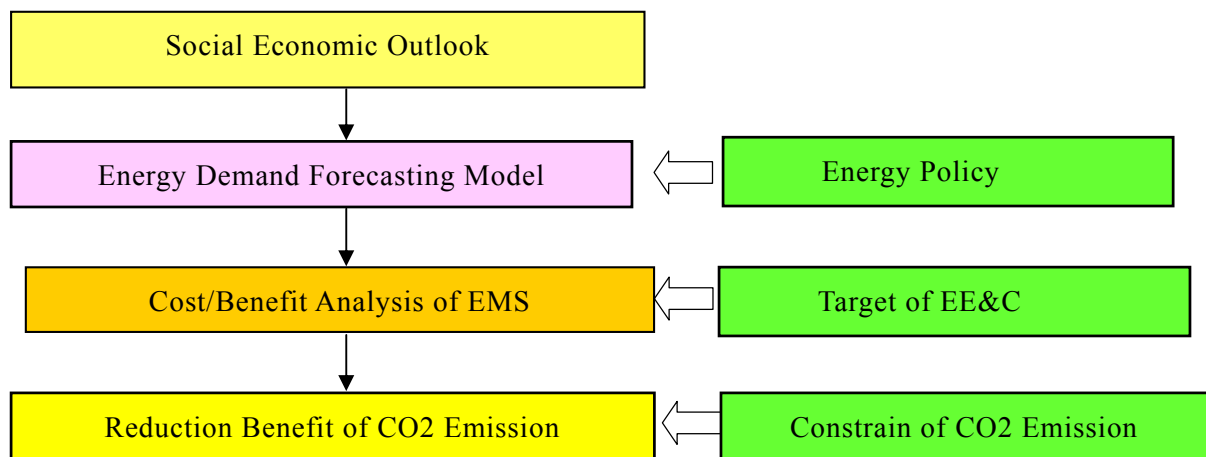 Social Economic Outlook
Energy Demand Forecasting Model
Energy Policy
Cost/Benefit Analysis of EMS
Target of EE&C
Reduction Benefit of CO2 Emission
Constrain of CO2 Emission